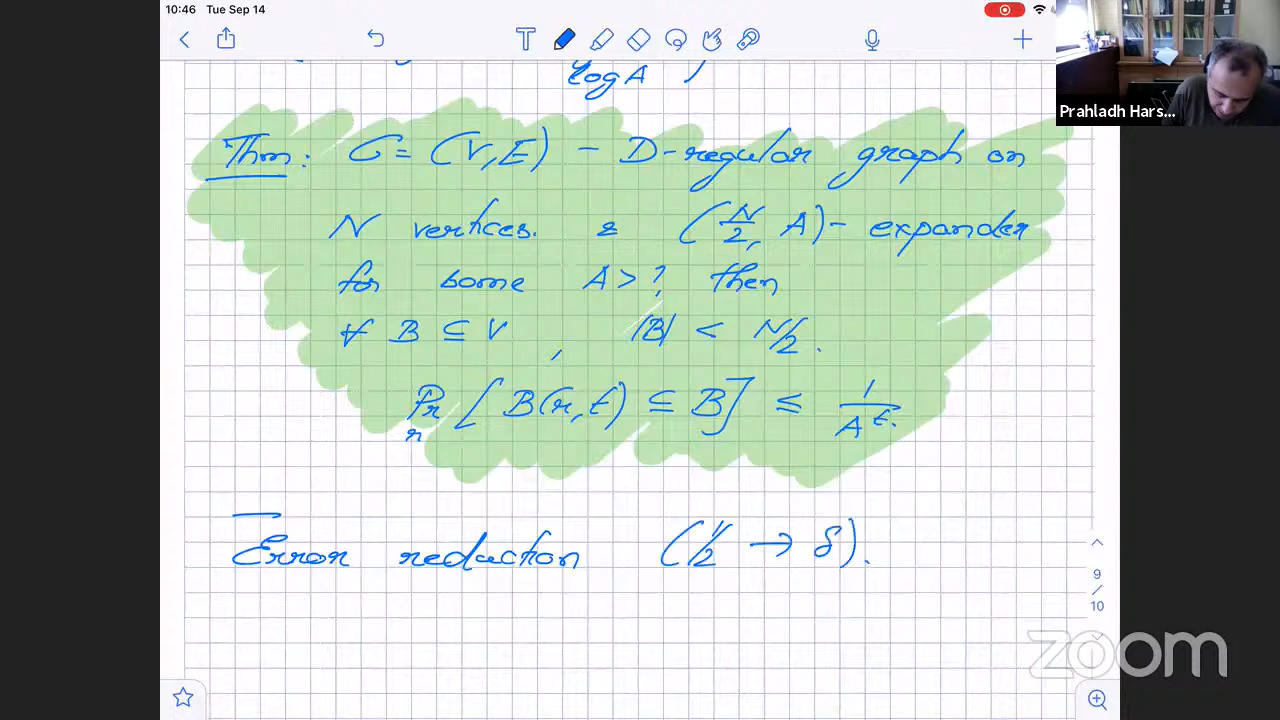 10:46 Tue Sep 14
Prahladh Hars...
log A )
Thm: G = (V, E) - D-regular graph on
N vertices. & (N/2, A) - expander
for some A > ? then
∀ B ⊆ V , |B| < N/2.
Pr_r [ B(r, t) ⊆ B ] ≤ 1/A^t.
Error reduction (1/2 → δ).
9
/
10
zoom